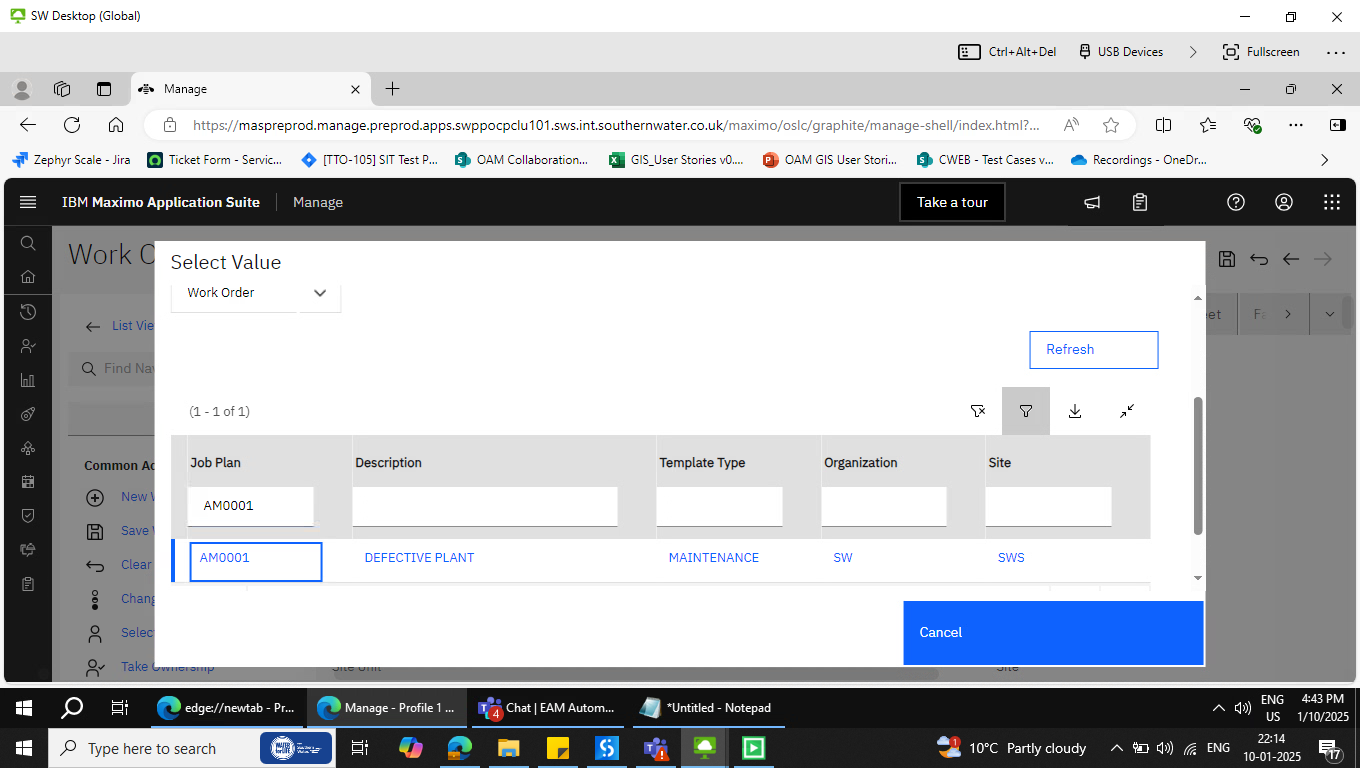 SW Desktop (Global)
Ctrl+Alt+Del USB Devices Fullscreen
Manage
https://maspreprod.manage.preprod.apps.swppocpclu101.sws.int.southernwater.co.uk/maximo/oslc/graphite/manage-shell/index.html?...
Zephyr Scale - Jira Ticket Form - Servic... [TTO-105] SIT Test P... OAM Collaboration... GIS_User Stories v0.... OAM GIS User Stori... CWEB - Test Cases v... Recordings - OneDr...
IBM Maximo Application Suite Manage Take a tour
Work O
Select Value
Work Order
List Vie
Refresh
Find Nav
(1 - 1 of 1)
Job Plan Description Template Type Organization Site
Common Ac
AM0001
New W
Save W
AM0001 DEFECTIVE PLANT MAINTENANCE SW SWS
Clear
Chang
Cancel
Selec
Take Ownership
Site Unit Site
edge://newtab - Pr... Manage - Profile 1 ... 4 Chat | EAM Autom... *Untitled - Notepad ENG US 4:43 PM 1/10/2025
Type here to search 10°C Partly cloudy ENG 22:14 10-01-2025 17